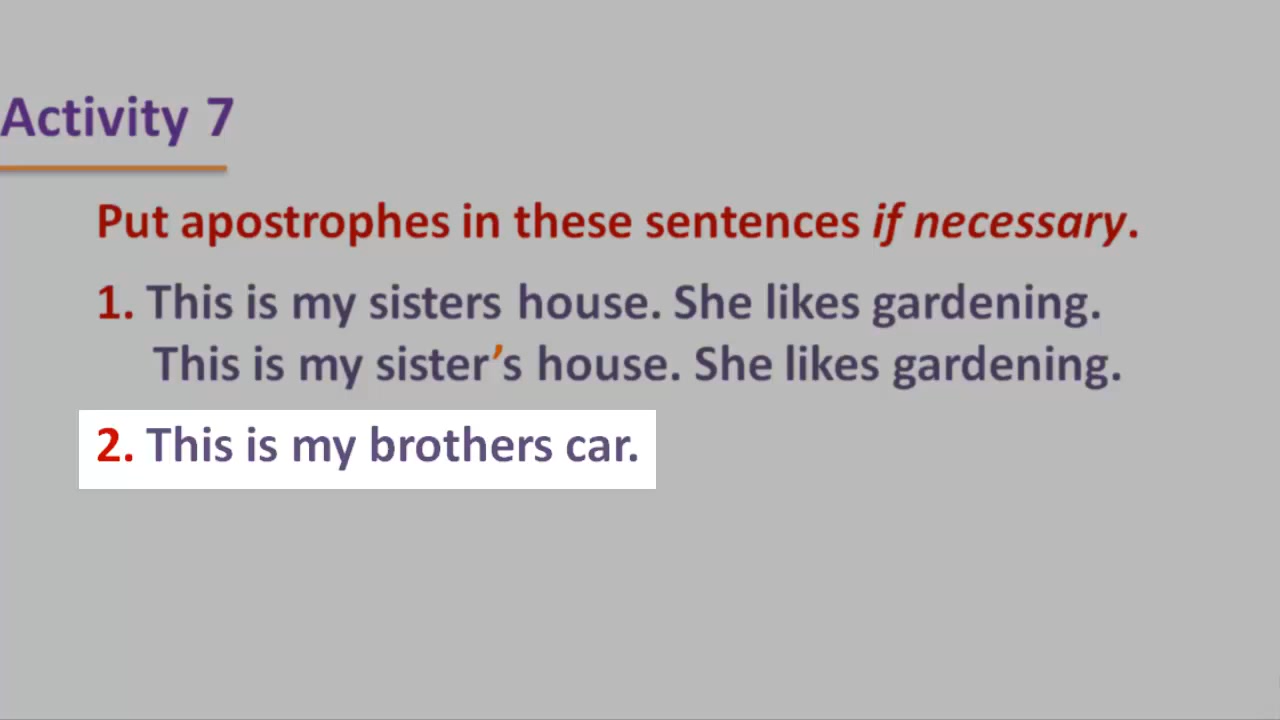 Activity 7
Put apostrophes in these sentences if necessary.
1. This is my sisters house. She likes gardening.
This is my sister’s house. She likes gardening.
2. This is my brothers car.